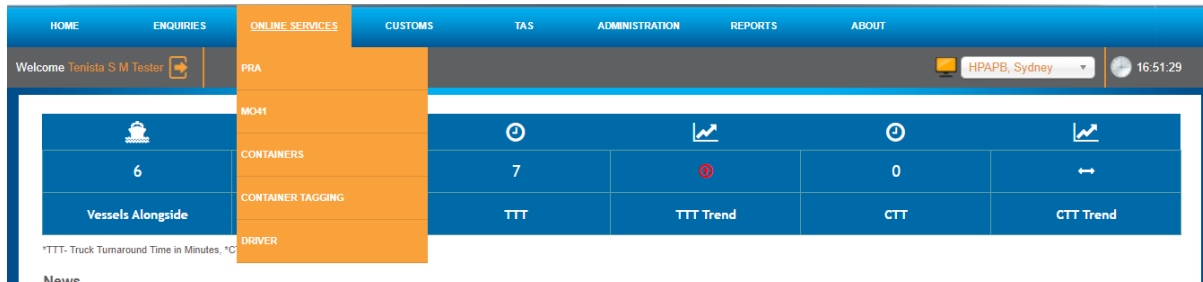 HOME ENQUIRIES ONLINE SERVICES CUSTOMS TAS ADMINISTRATION REPORTS ABOUT
Welcome Tenista S M Tester PRA HPAPB, Sydney 16:51:29
MO41
CONTAINERS
6 7 0
CONTAINER TAGGING
Vessels Alongside TTT TTT Trend CTT CTT Trend
DRIVER
*TTT- Truck Turnaround Time in Minutes, *C
News